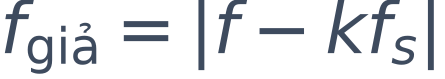 f_giả = |f − kf_s|